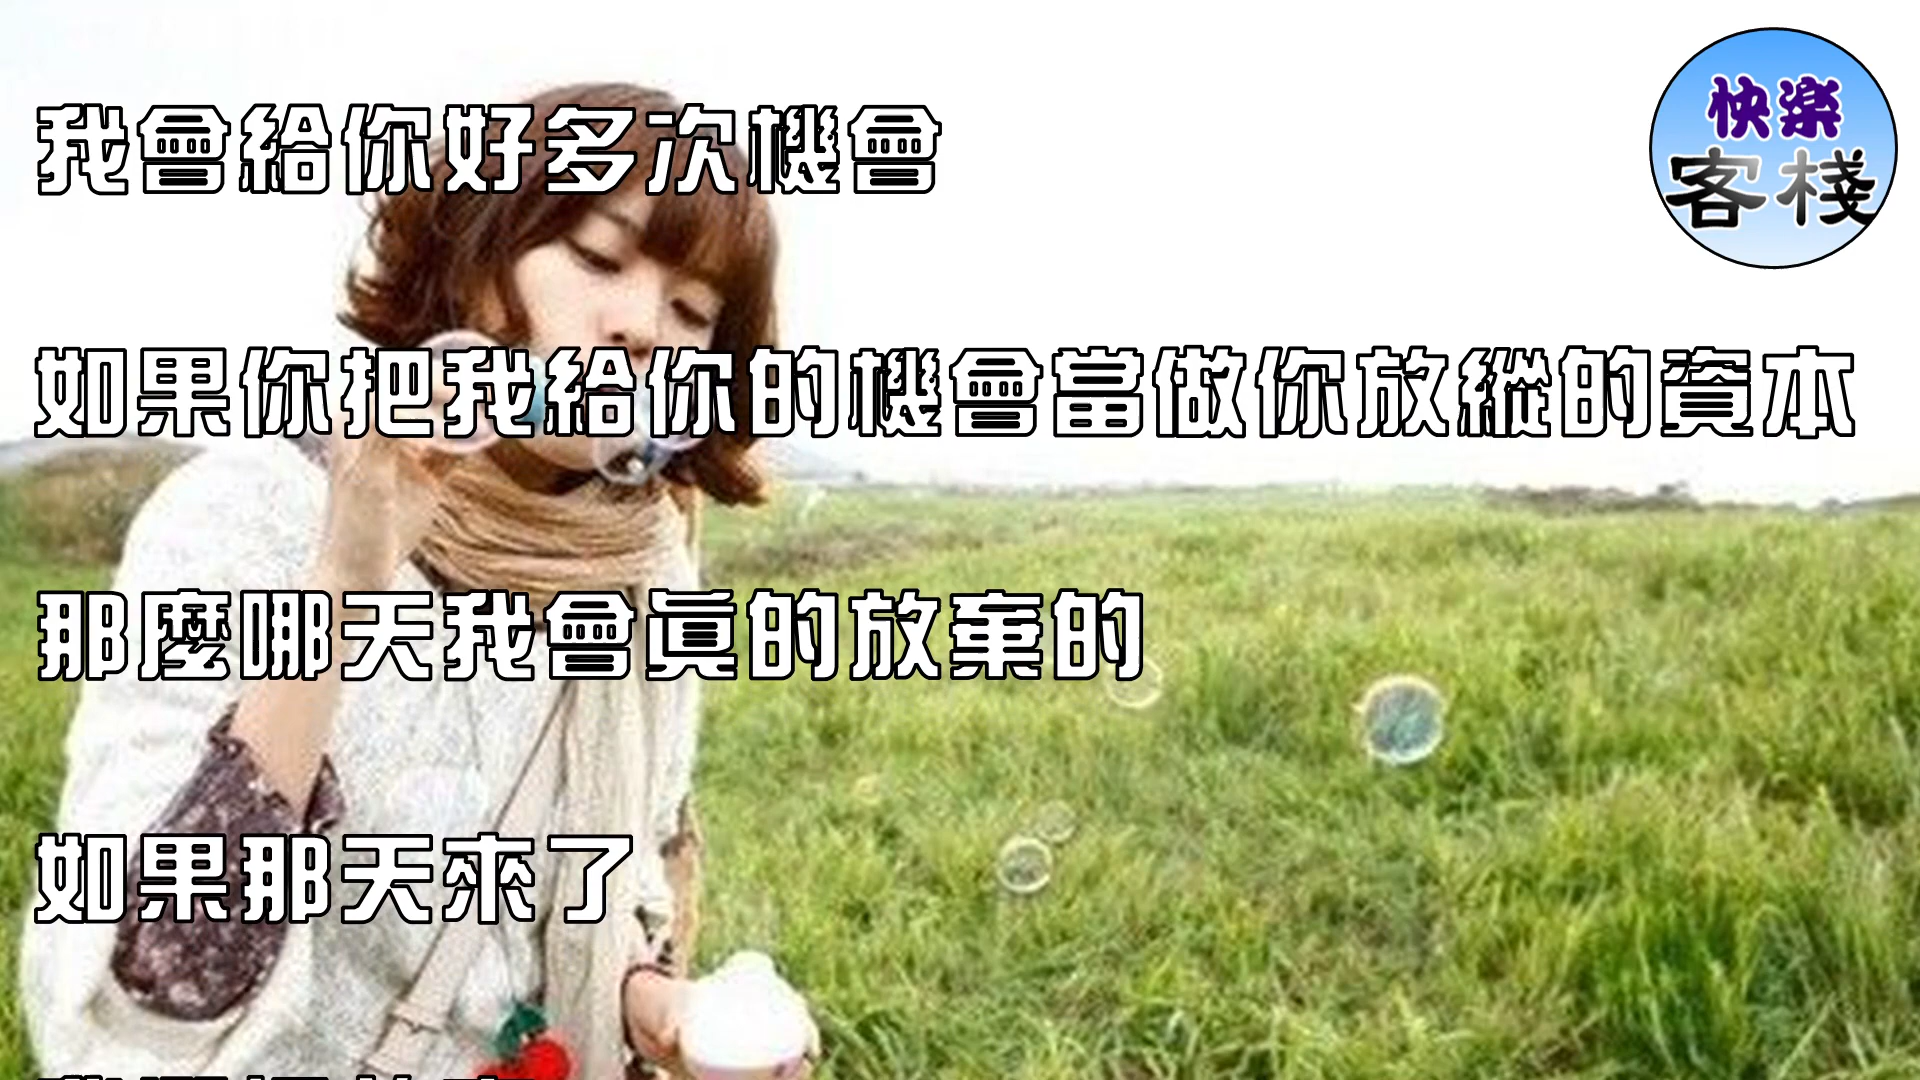 快楽
客栈
我會給你好多次機會
如果你把我給你的機會當做你放縱的資本
那麼哪天我會真的放棄的
如果那天來了